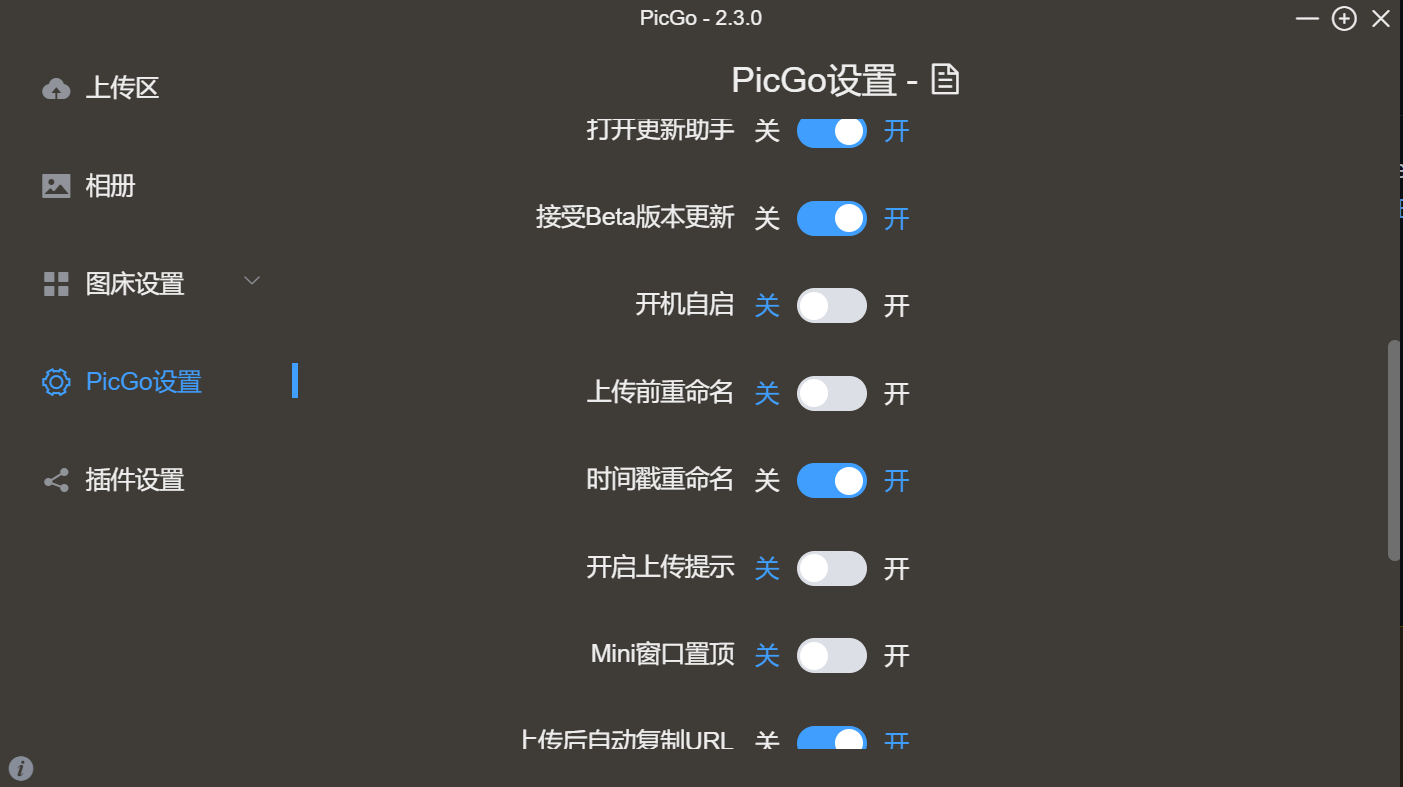 PicGo - 2.3.0
上传区
相册
图床设置
PicGo设置
插件设置
PicGo设置 -
打开更新助手 关 开
接受Beta版本更新 关 开
开机自启 关 开
上传前重命名 关 开
时间戳重命名 关 开
开启上传提示 关 开
Mini窗口置顶 关 开
上传后自动复制URL 关 开